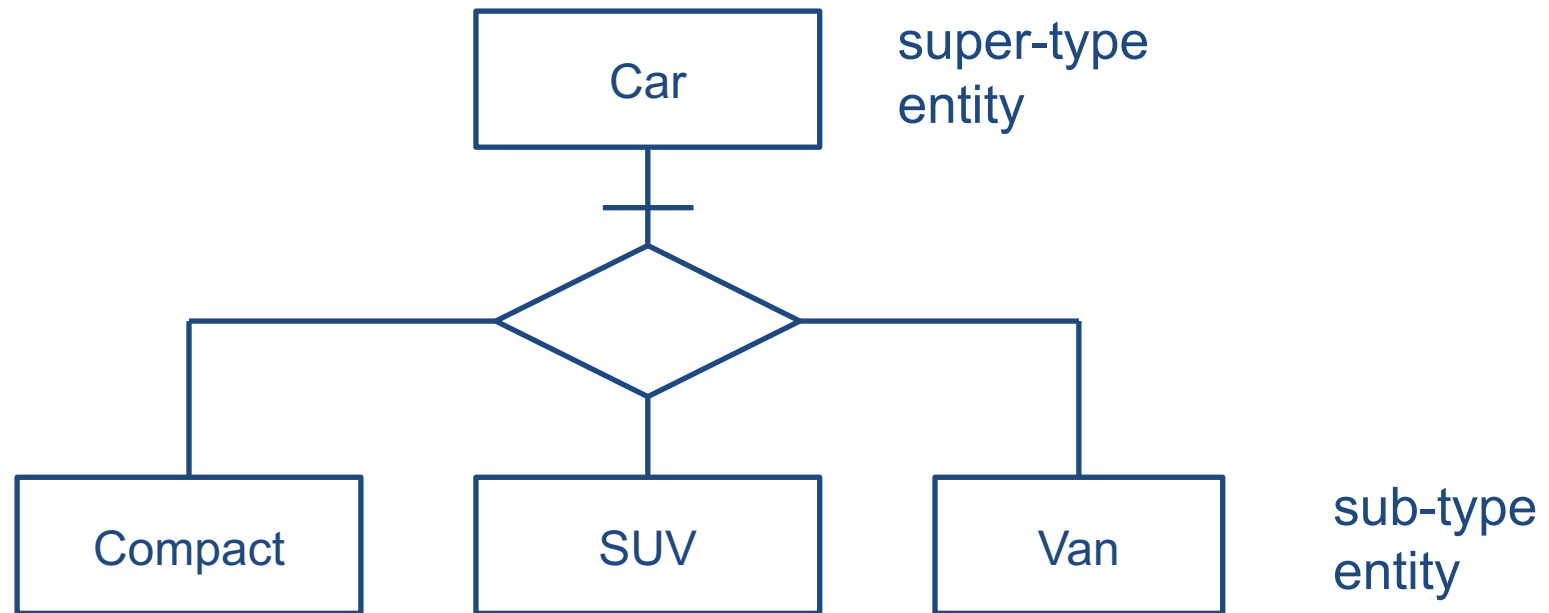 Car
super-type
entity
Compact
SUV
Van
sub-type
entity